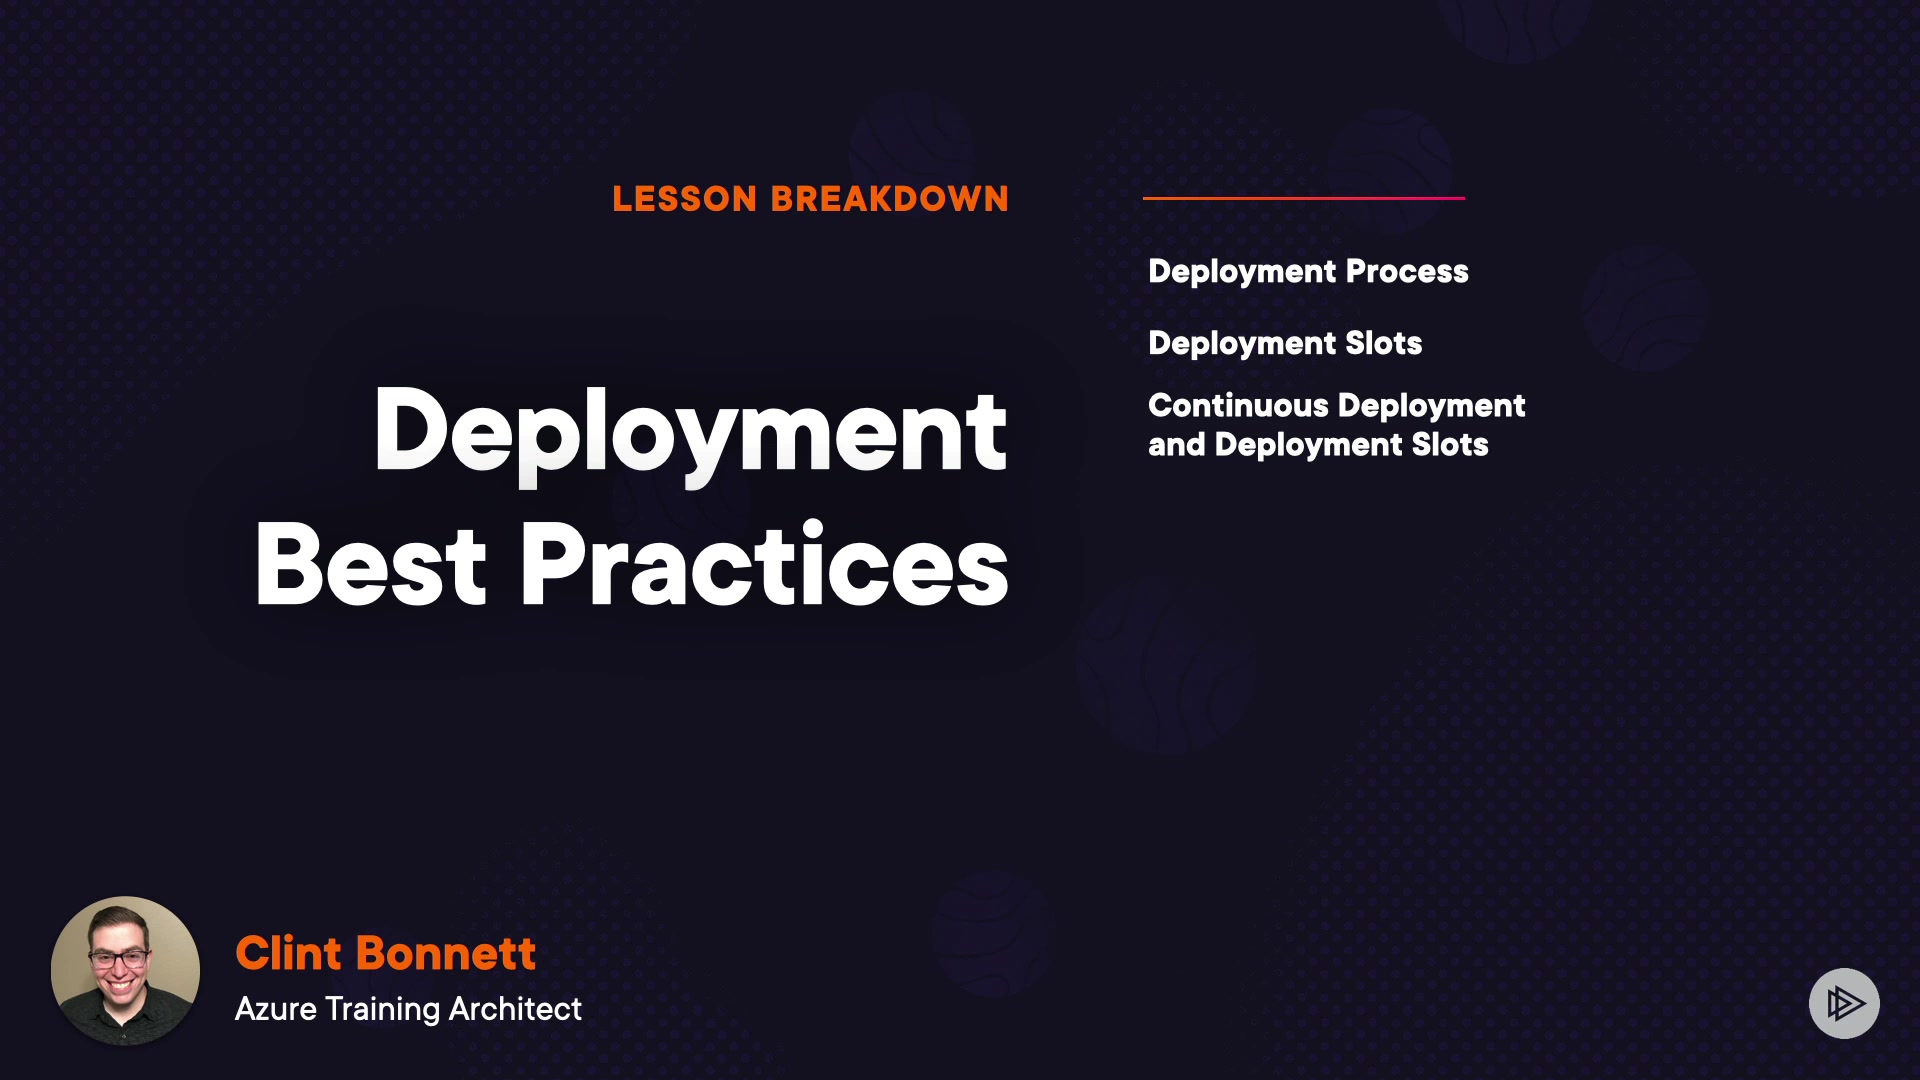 LESSON BREAKDOWN
Deployment
Best Practices
Deployment Process
Deployment Slots
Continuous Deployment
and Deployment Slots
Clint Bonnett
Azure Training Architect